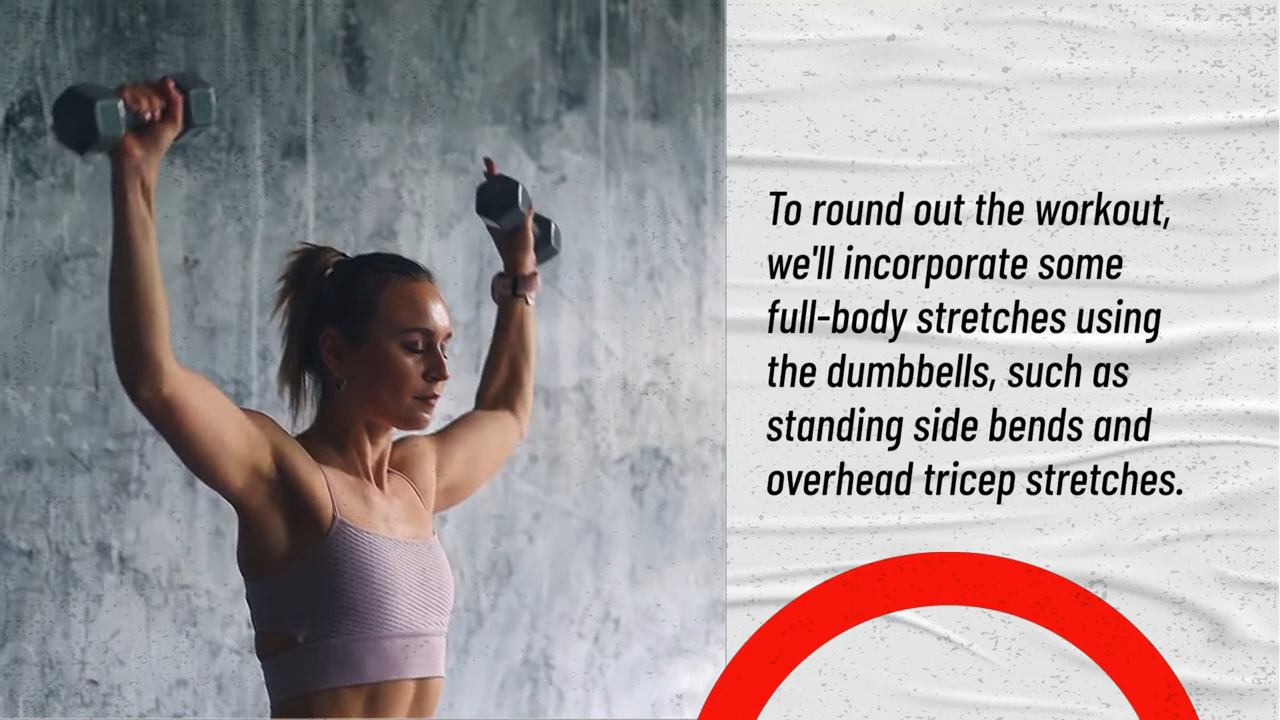 To round out the workout,
we'll incorporate some
full-body stretches using
the dumbbells, such as
standing side bends and
overhead tricep stretches.